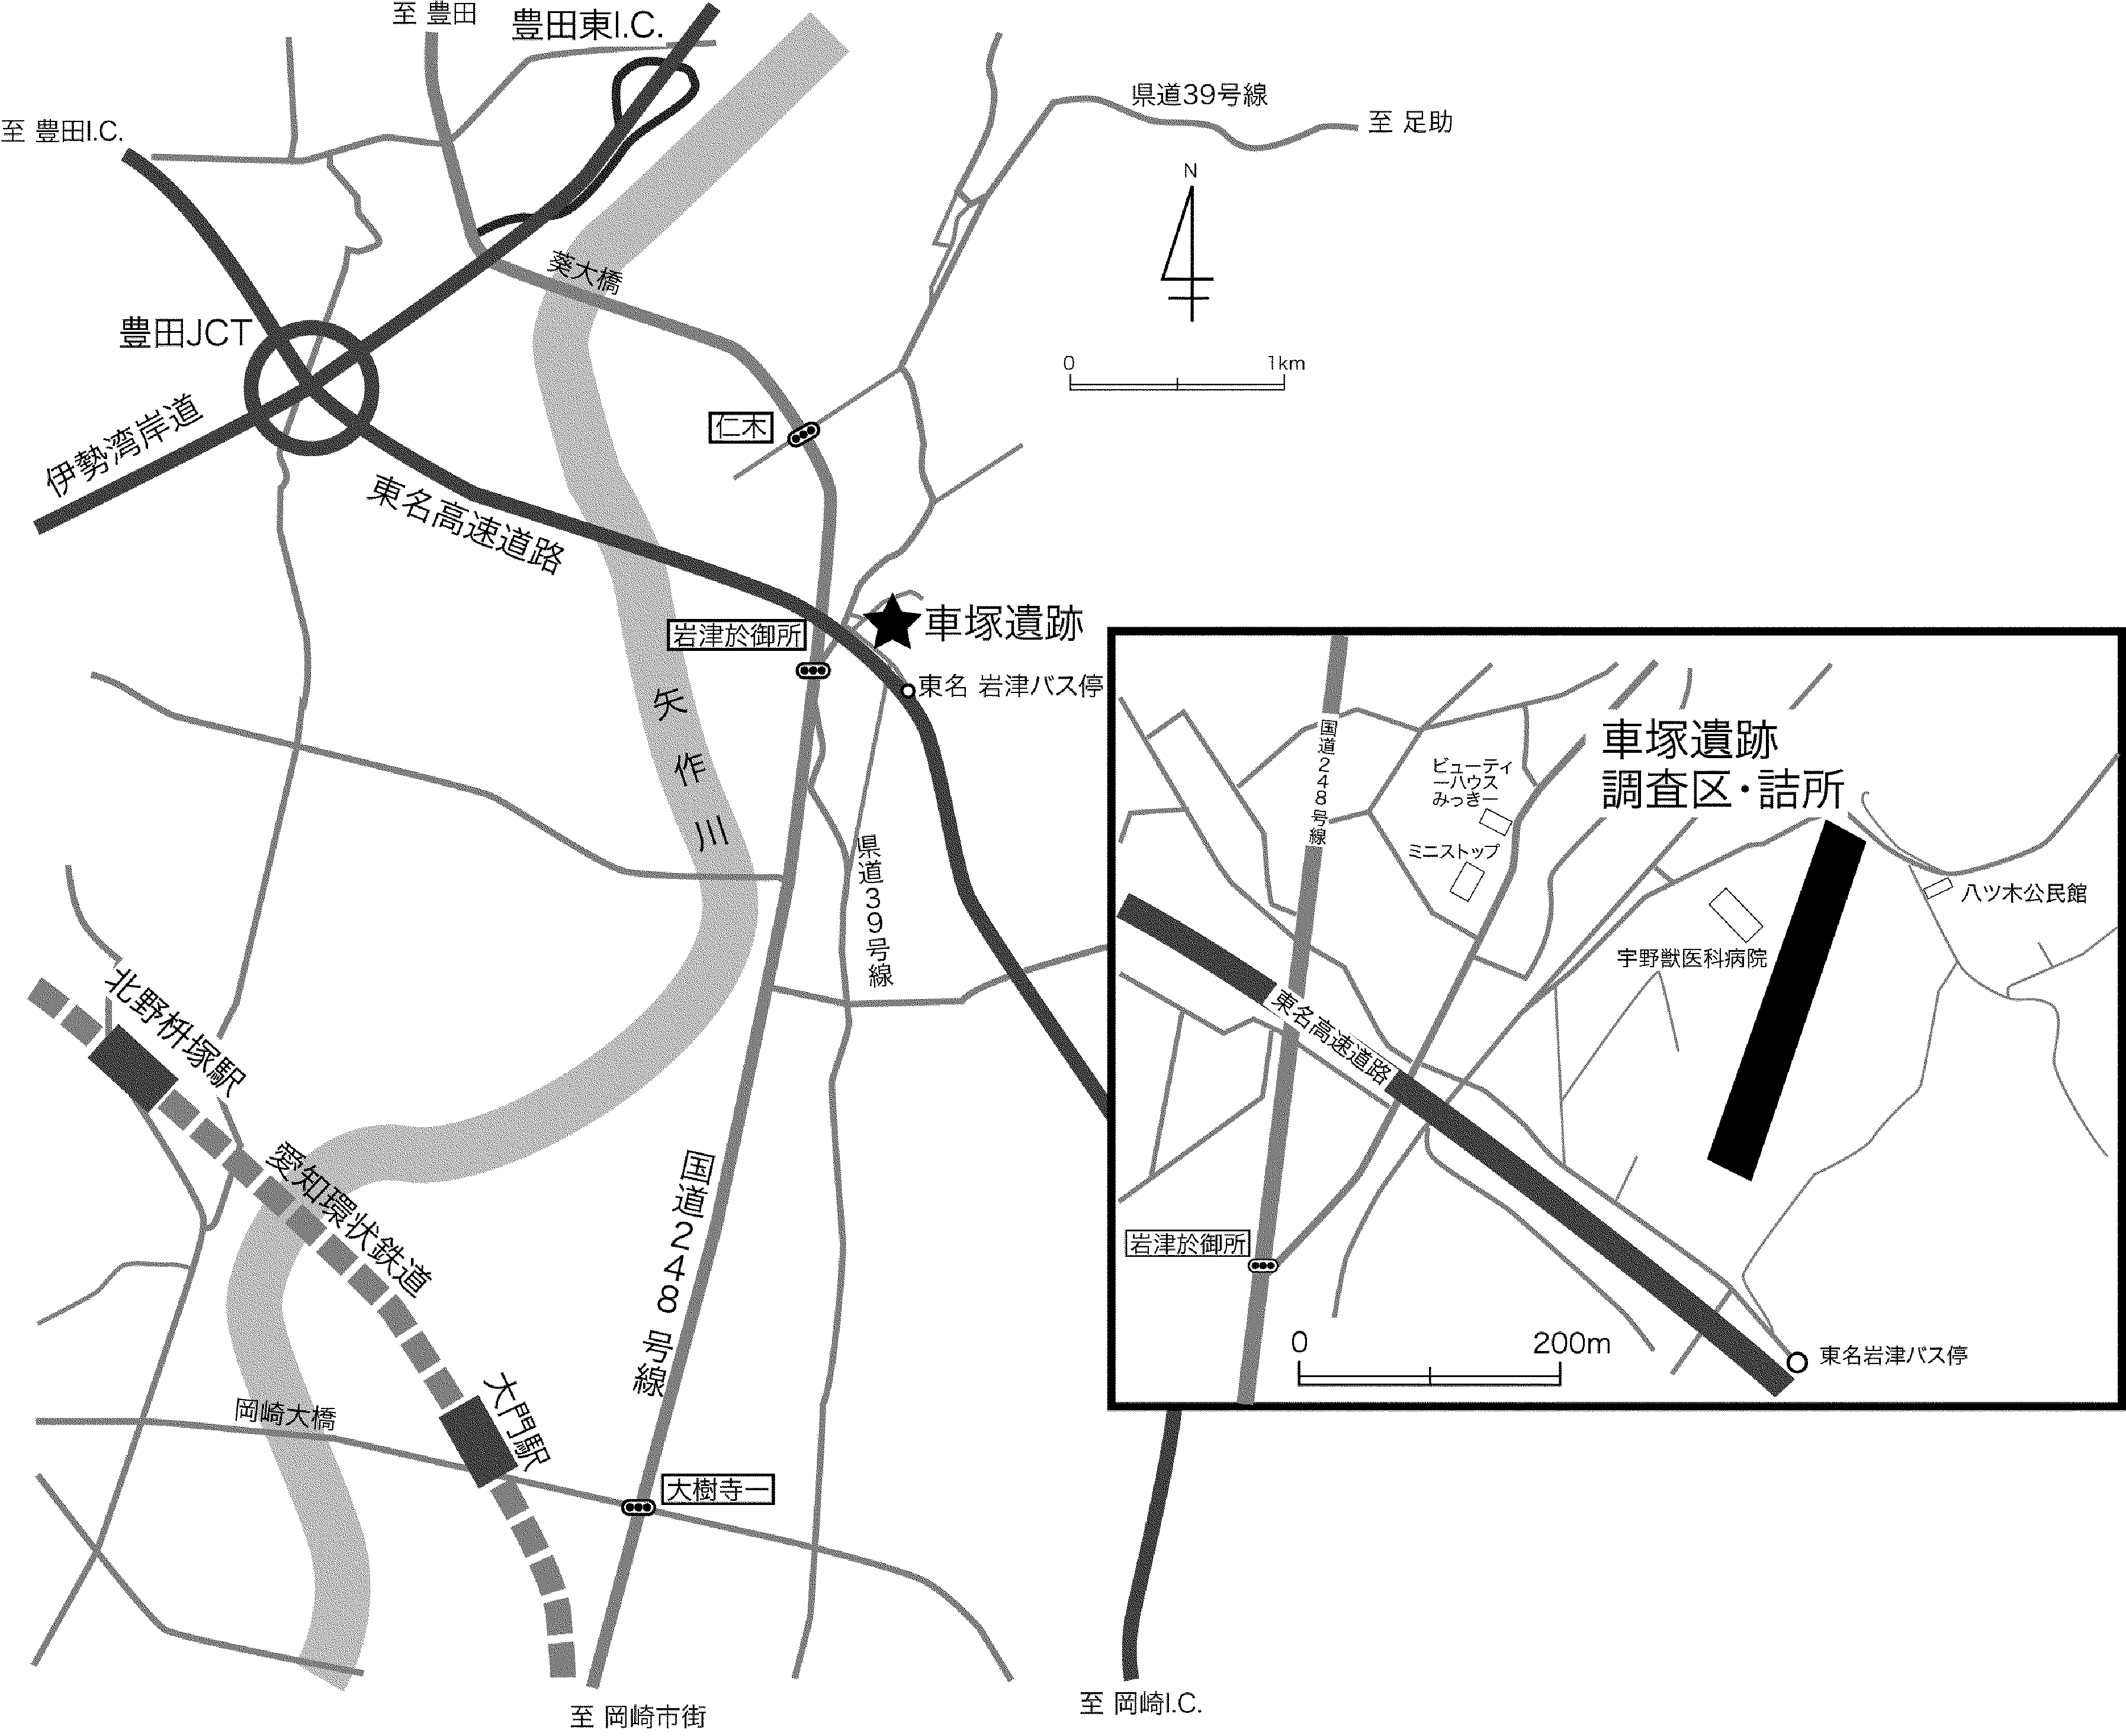 至 豊田
豊田東I.C.
県道39号線
至 足助
至 豊田I.C.
N
葵大橋
豊田JCT
0
1km
伊勢湾岸道
仁木
東名高速道路
車塚遺跡
岩津於御所
東名 岩津バス停
矢作川
県道39号線
北野枡塚駅
愛知環状鉄道
国道248号線
大門駅
岡崎大橋
大樹寺一
至 岡崎市街
至 岡崎I.C.
国道248号線
車塚遺跡
調査区・詰所
ビューティ
ーハウス
みっきー
ミニストップ
八ツ木公民館
宇野獣医科病院
東名高速道路
岩津於御所
0
200m
東名岩津バス停